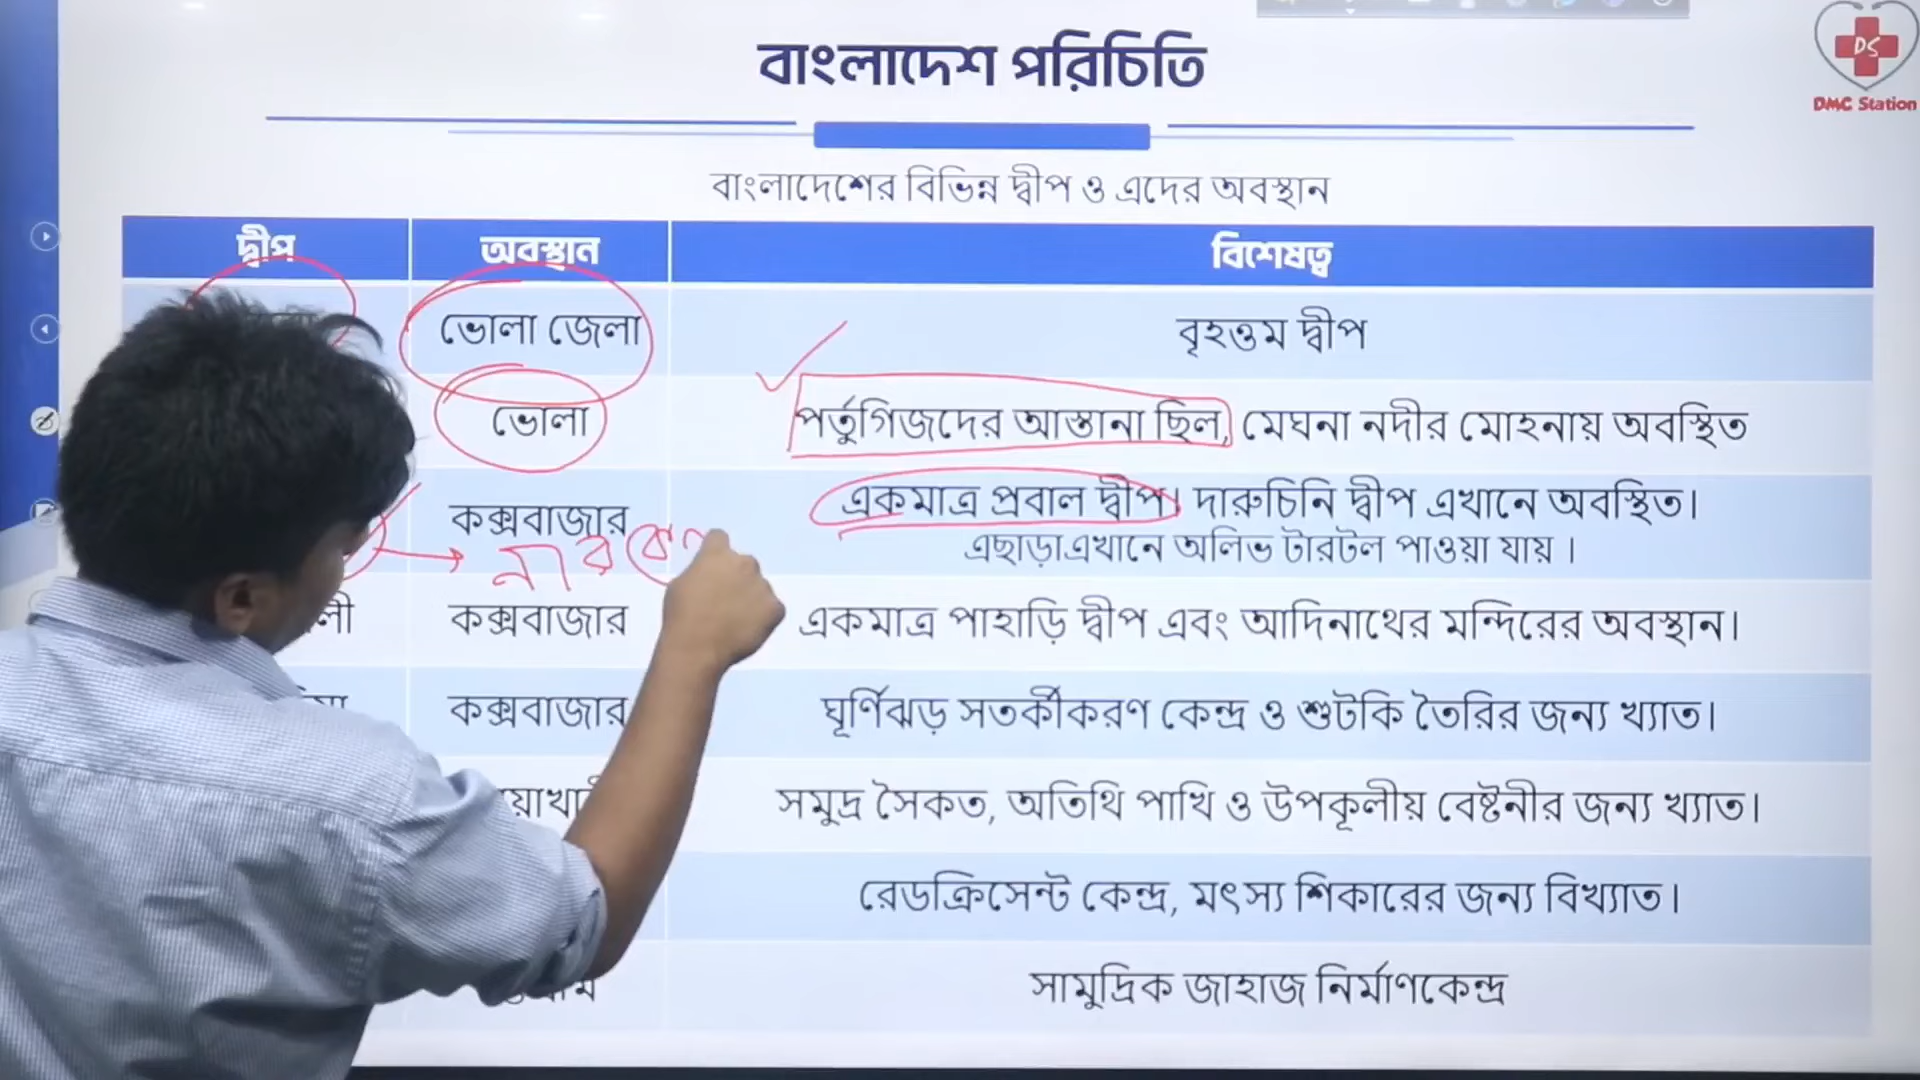 বাংলাদেশ পরিচিতি
DS
DMC Station
বাংলাদেশের বিভিন্ন দ্বীপ ও এদের অবস্থান
দ্বীপ অবস্থান বিশেষত্ব
ভোলা জেলা বৃহত্তম দ্বীপ
ভোলা পর্তুগিজদের আস্তানা ছিল, মেঘনা নদীর মোহনায় অবস্থিত
কক্সবাজার একমাত্র প্রবাল দ্বীপ। দারুচিনি দ্বীপ এখানে অবস্থিত।
এছাড়াএখানে অলিভ টারটল পাওয়া যায় ।
কক্সবাজার একমাত্র পাহাড়ি দ্বীপ এবং আদিনাথের মন্দিরের অবস্থান।
কক্সবাজার ঘূর্ণিঝড় সতর্কীকরণ কেন্দ্র ও শুটকি তৈরির জন্য খ্যাত।
সমুদ্র সৈকত, অতিথি পাখি ও উপকূলীয় বেষ্টনীর জন্য খ্যাত।
রেডক্রিসেন্ট কেন্দ্র, মৎস্য শিকারের জন্য বিখ্যাত।
সামুদ্রিক জাহাজ নির্মাণকেন্দ্র